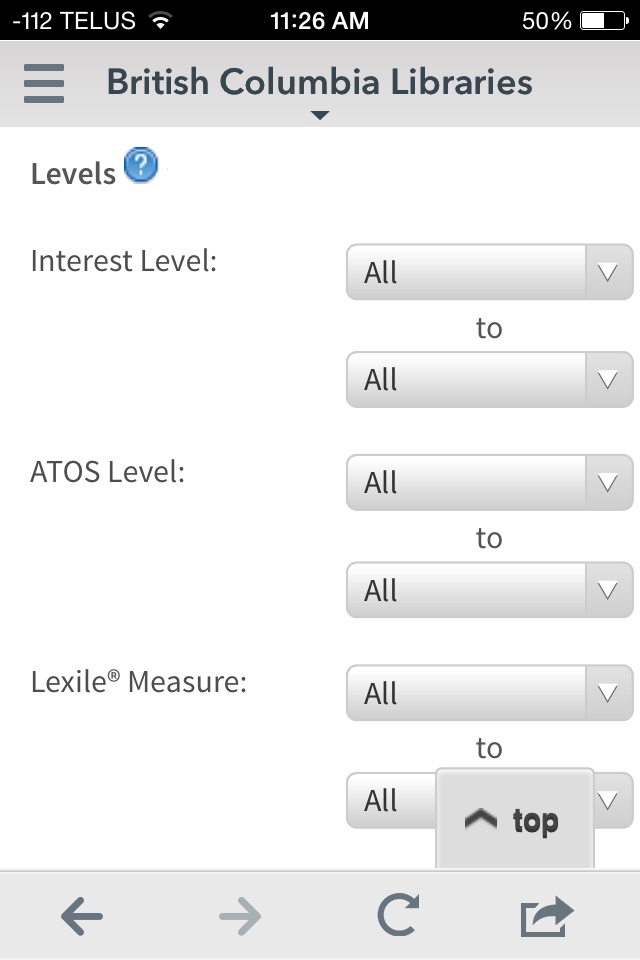 -112 TELUS 11:26 AM 50%
British Columbia Libraries
Levels ?
Interest Level: All
to
All
ATOS Level: All
to
All
Lexile® Measure: All
to
All
top